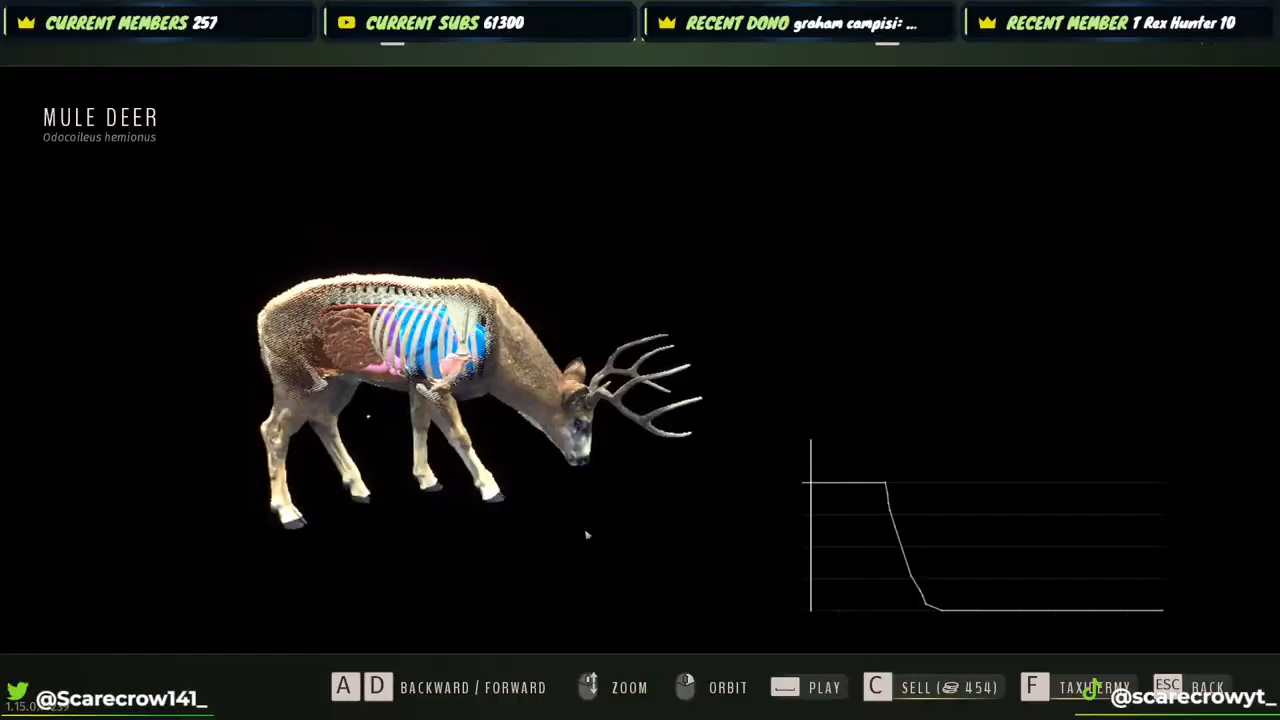 CURRENT MEMBERS 257
CURRENT SUBS 61300
RECENT DONO graham campisi: ...
RECENT MEMBER T Rex Hunter 10
MULE DEER
Odocoileus hemionus
A D BACKWARD / FORWARD
ZOOM
ORBIT
PLAY
C SELL (454)
F TAXIDERMY
ESC BACK
@Scarecrow141_
@scarecrowyt_